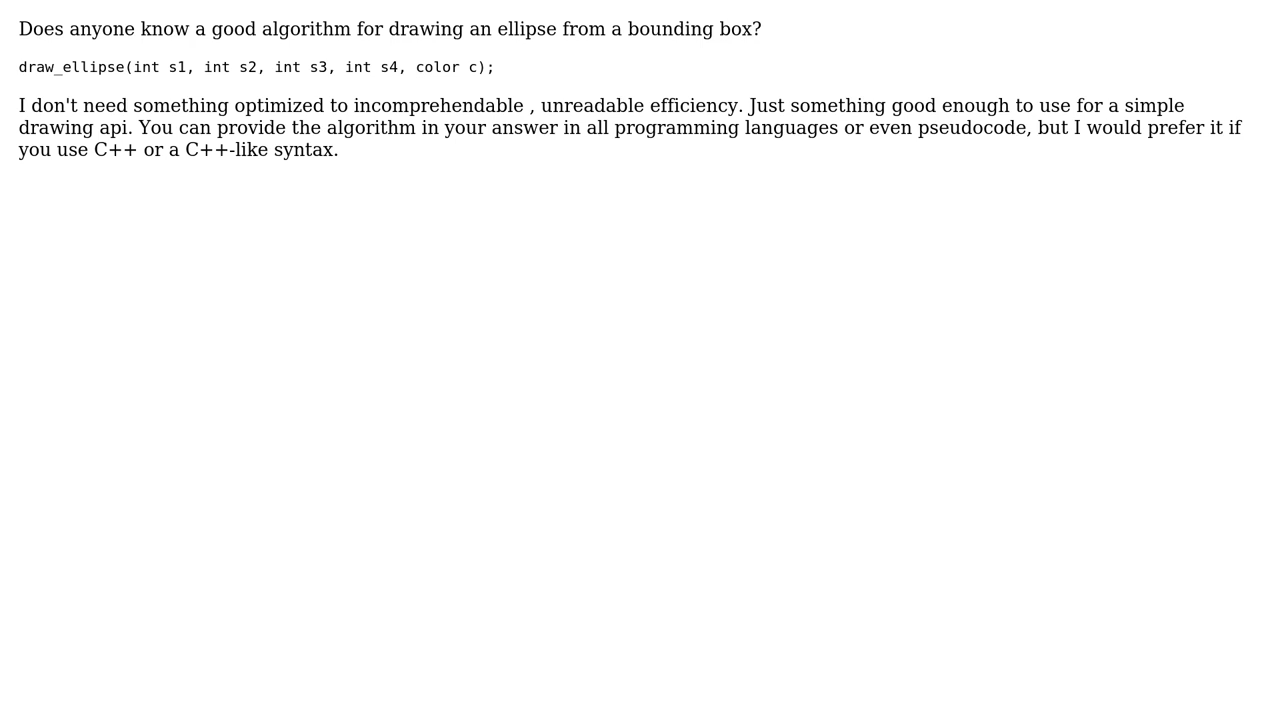 Does anyone know a good algorithm for drawing an ellipse from a bounding box?
draw_ellipse(int s1, int s2, int s3, int s4, color c);
I don't need something optimized to incomprehendable , unreadable efficiency. Just something good enough to use for a simple
drawing api. You can provide the algorithm in your answer in all programming languages or even pseudocode, but I would prefer it if
you use C++ or a C++-like syntax.